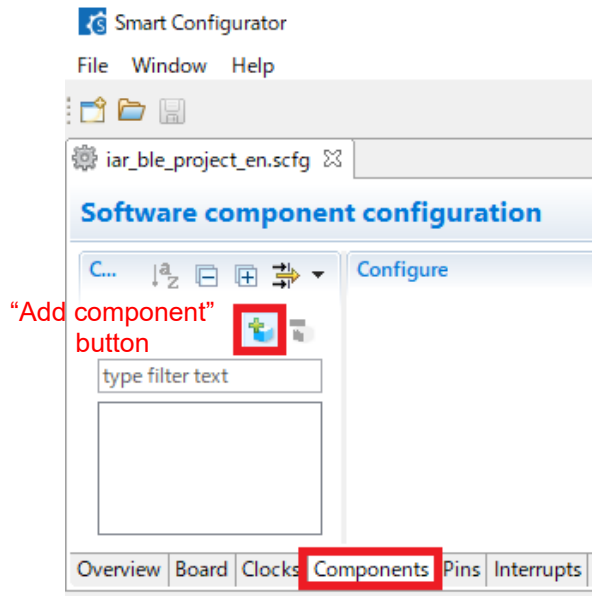 Smart Configurator
File Window Help
iar_ble_project_en.scfg
Software component configuration
C...
Configure
“Add component”
button
type filter text
Overview Board Clocks Components Pins Interrupts